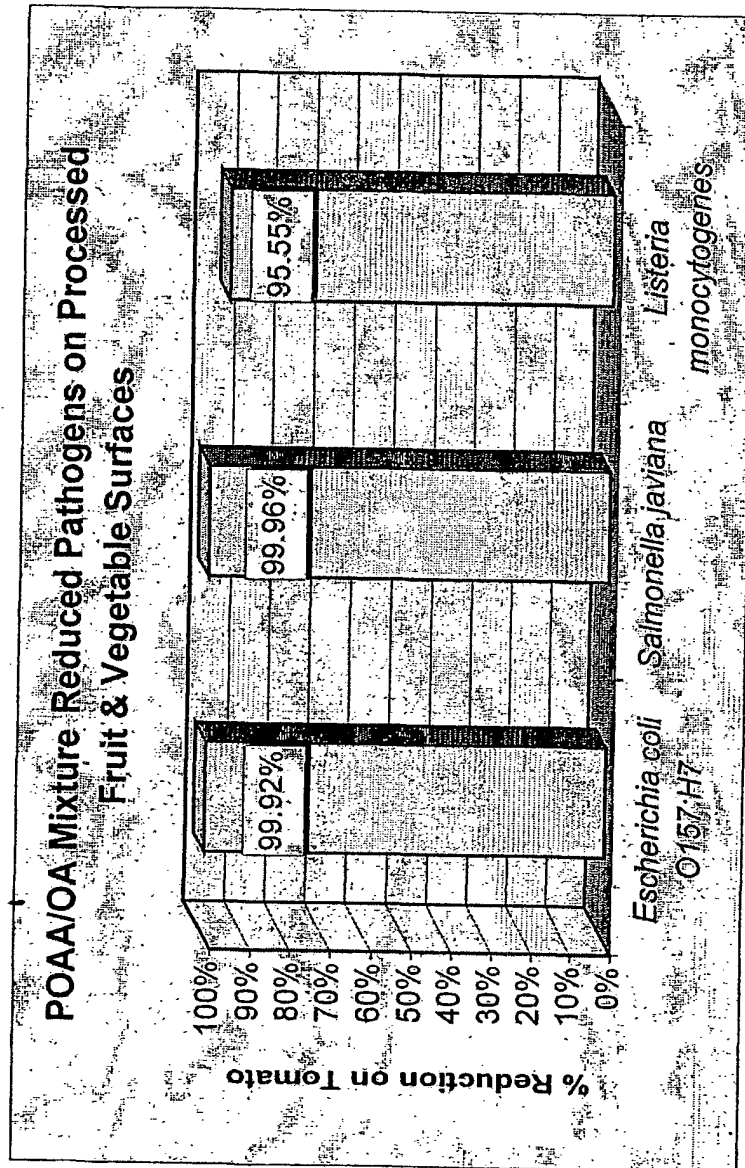 POAA/OA Mixture Reduced Pathogens on Processed
Fruit & Vegetable Surfaces
% Reduction on Tomato
100%
90%
80%
70%
60%
50%
40%
30%
20%
10%
0%
99.92%
99.96%
95.55%
Escherichia coli
O157:H7
Salmonella javiana
Listeria
monocytogenes